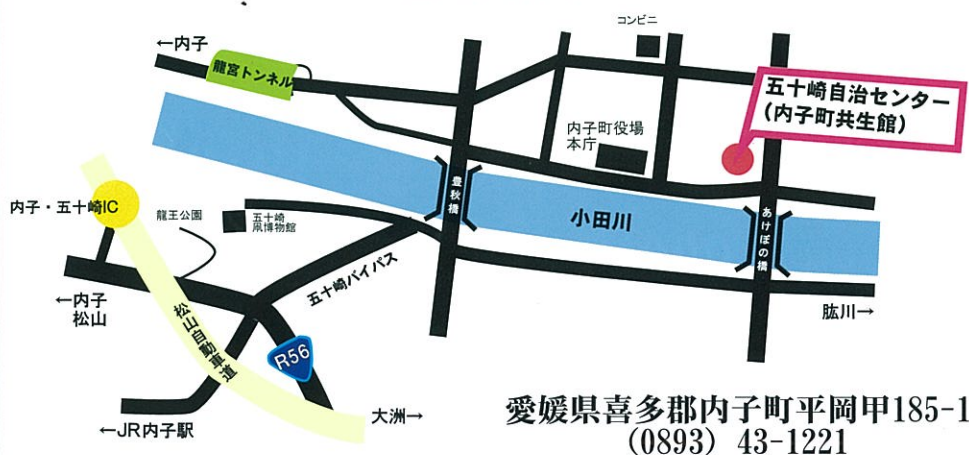 コンビニ
←内子
龍宮トンネル
五十崎自治センター
(内子町共生館)
内子町役場
本庁
豊秋橋
小田川
あけぼの橋
内子・五十崎IC
龍王公園
五十崎
凧博物館
五十崎バイパス
←内子
松山
肱川→
松山自動車道
R56
大洲→
←JR内子駅
愛媛県喜多郡内子町平岡甲185-1
(0893) 43-1221